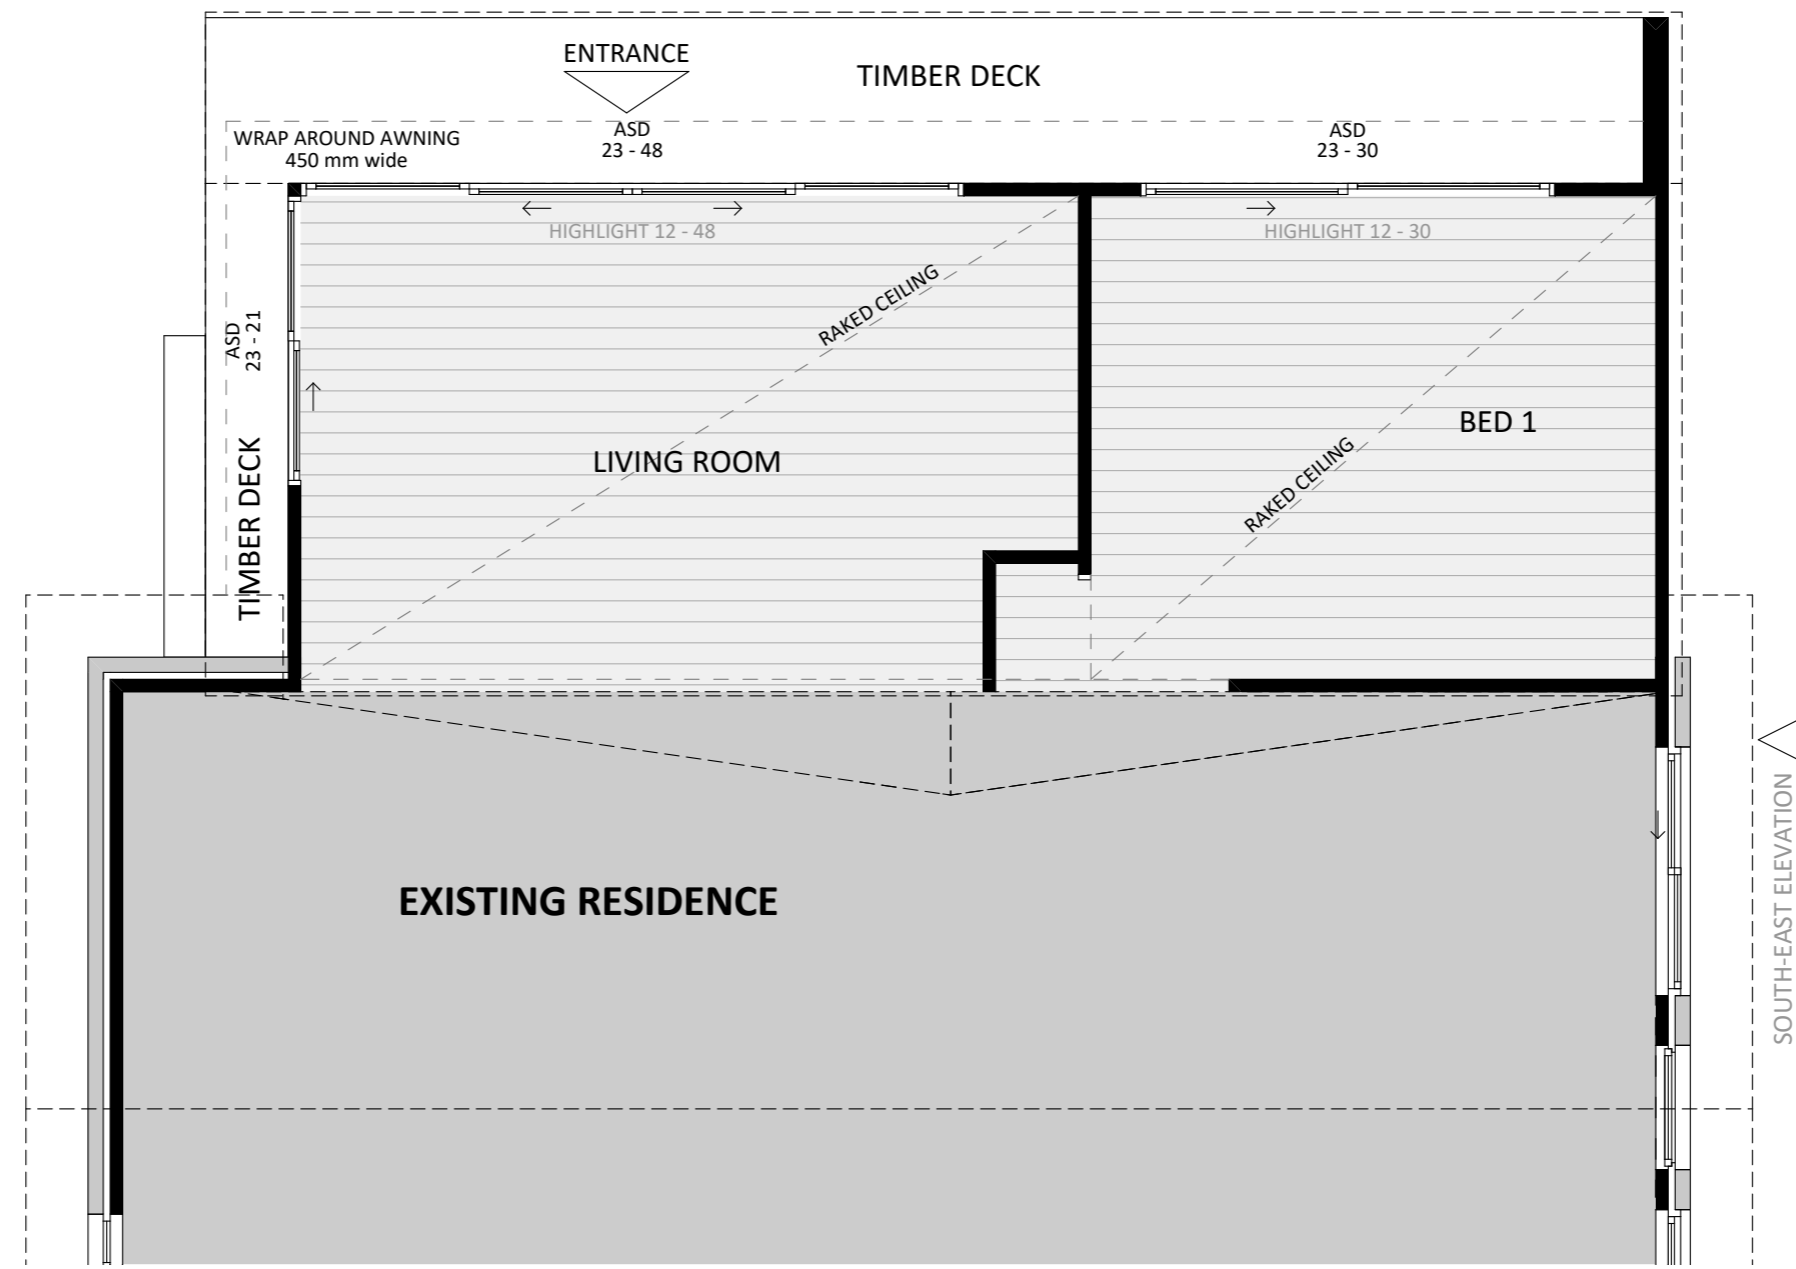 ENTRANCE
TIMBER DECK
WRAP AROUND AWNING
450 mm wide
ASD
23 - 48
ASD
23 - 30
HIGHLIGHT 12 - 48
HIGHLIGHT 12 - 30
RAKED CEILING
ASD
23 - 21
BED 1
LIVING ROOM
RAKED CEILING
TIMBER DECK
EXISTING RESIDENCE
SOUTH-EAST ELEVATION